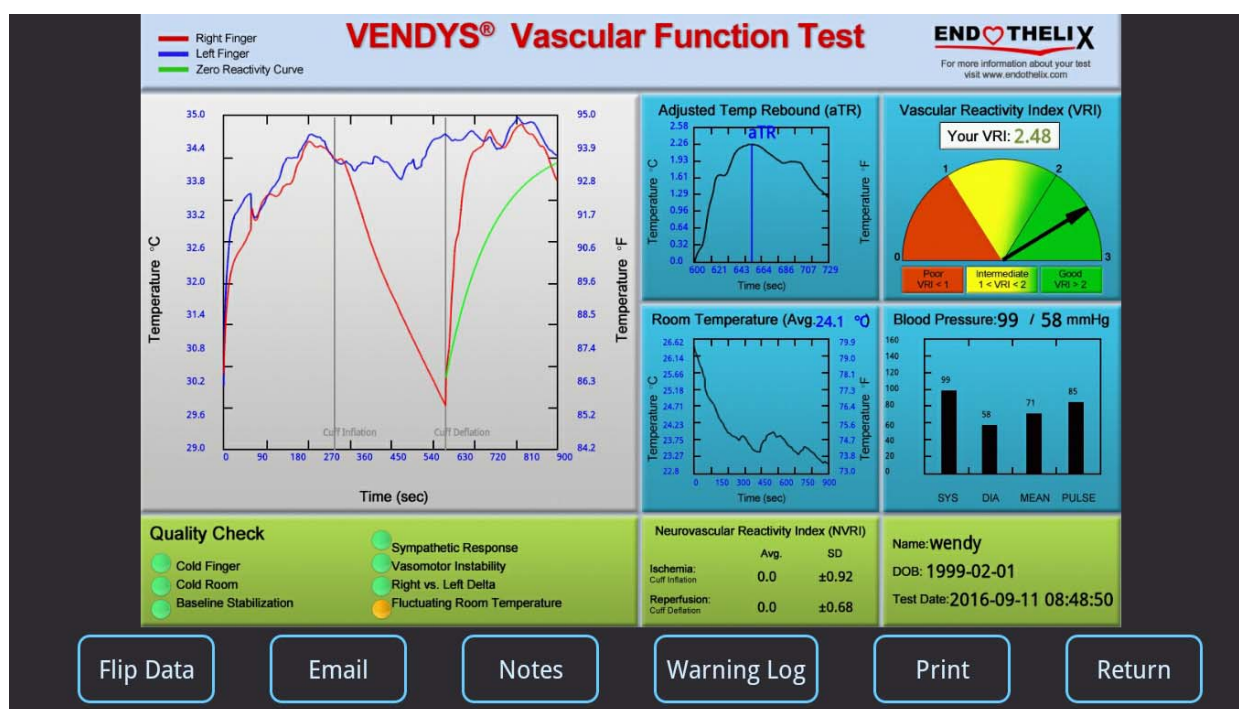 Right Finger
Left Finger
Zero Reactivity Curve
VENDYS® Vascular Function Test
ENDOTHELIX
For more information about your test
visit www.endothelix.com
35.0
34.4
33.8
33.2
32.6
32.0
31.4
30.8
30.2
29.6
29.0
Temperature °C
95.0
93.9
92.8
91.7
90.6
89.6
88.5
87.4
86.3
85.2
84.2
Temperature °F
Cuff Inflation
Cuff Deflation
0 90 180 270 360 450 540 630 720 810 900
Time (sec)
Adjusted Temp Rebound (aTR)
aTR
2.58
2.26
1.93
1.61
1.29
0.96
0.64
0.32
0.0
Temperature °C
Temperature °F
600 621 643 664 686 707 729
Time (sec)
Vascular Reactivity Index (VRI)
Your VRI: 2.48
0 1 2 3
Poor
VRI < 1
Intermediate
1 < VRI < 2
Good
VRI > 2
Room Temperature (Avg.24.1 °C
26.62
26.14
25.66
25.18
24.71
24.23
23.75
23.27
22.8
Temperature °C
79.9
79.0
78.1
77.3
76.4
75.6
74.7
73.8
73.0
Temperature °F
0 150 300 450 600 750 900
Time (sec)
Blood Pressure:99 / 58 mmHg
160
140
120
100
80
60
40
20
0
99
58
71
85
SYS DIA MEAN PULSE
Quality Check
Cold Finger
Cold Room
Baseline Stabilization
Sympathetic Response
Vasomotor Instability
Right vs. Left Delta
Fluctuating Room Temperature
Neurovascular Reactivity Index (NVRI)
Avg. SD
Ischemia:
Cuff Inflation
0.0 ±0.92
Reperfusion:
Cuff Deflation
0.0 ±0.68
Name:wendy
DOB: 1999-02-01
Test Date:2016-09-11 08:48:50
Flip Data
Email
Notes
Warning Log
Print
Return